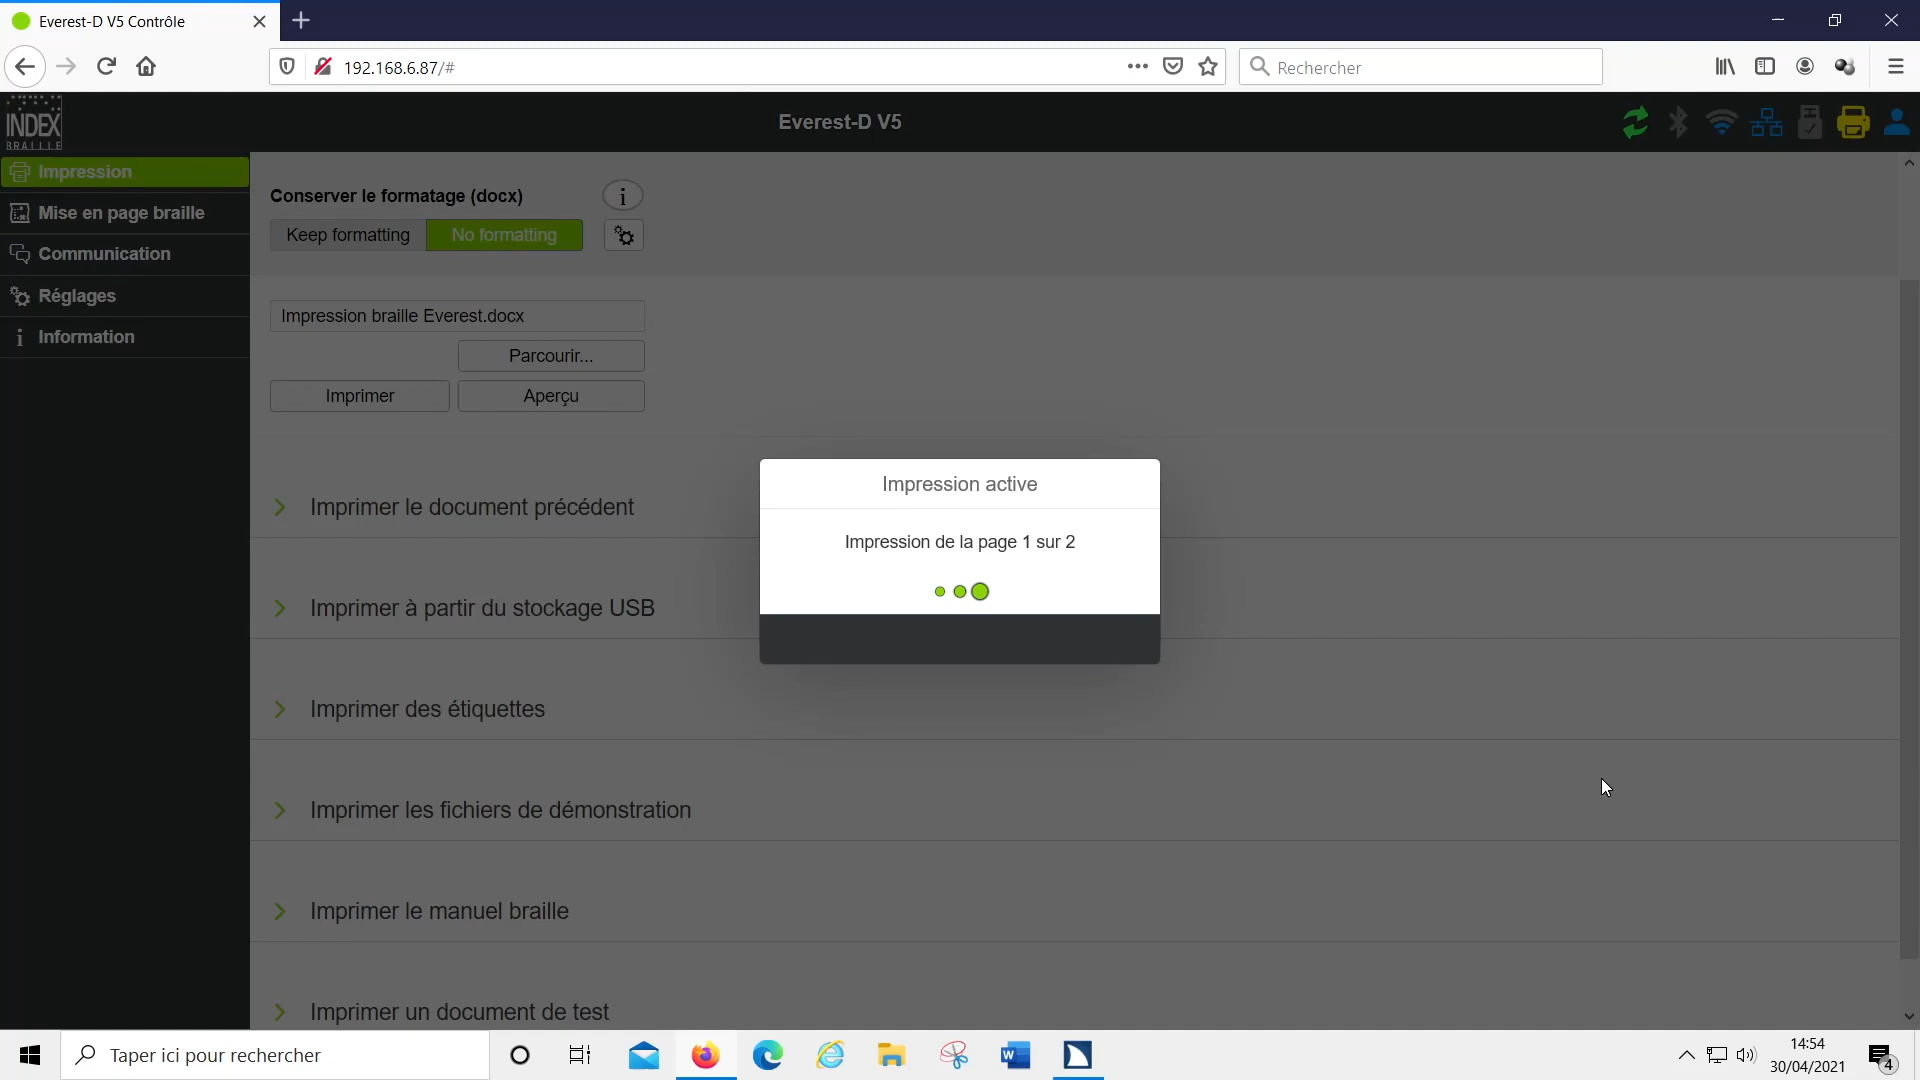 Everest-D V5 Contrôle
192.168.6.87/#
Rechercher
INDEX
BRAILLE
Everest-D V5
Impression
Mise en page braille
Communication
Réglages
Information
Conserver le formatage (docx)
i
Keep formatting
No formatting
Impression braille Everest.docx
Parcourir...
Imprimer
Aperçu
Impression active
Impression de la page 1 sur 2
Imprimer le document précédent
Imprimer à partir du stockage USB
Imprimer des étiquettes
Imprimer les fichiers de démonstration
Imprimer le manuel braille
Imprimer un document de test
Taper ici pour rechercher
14:54
30/04/2021
4